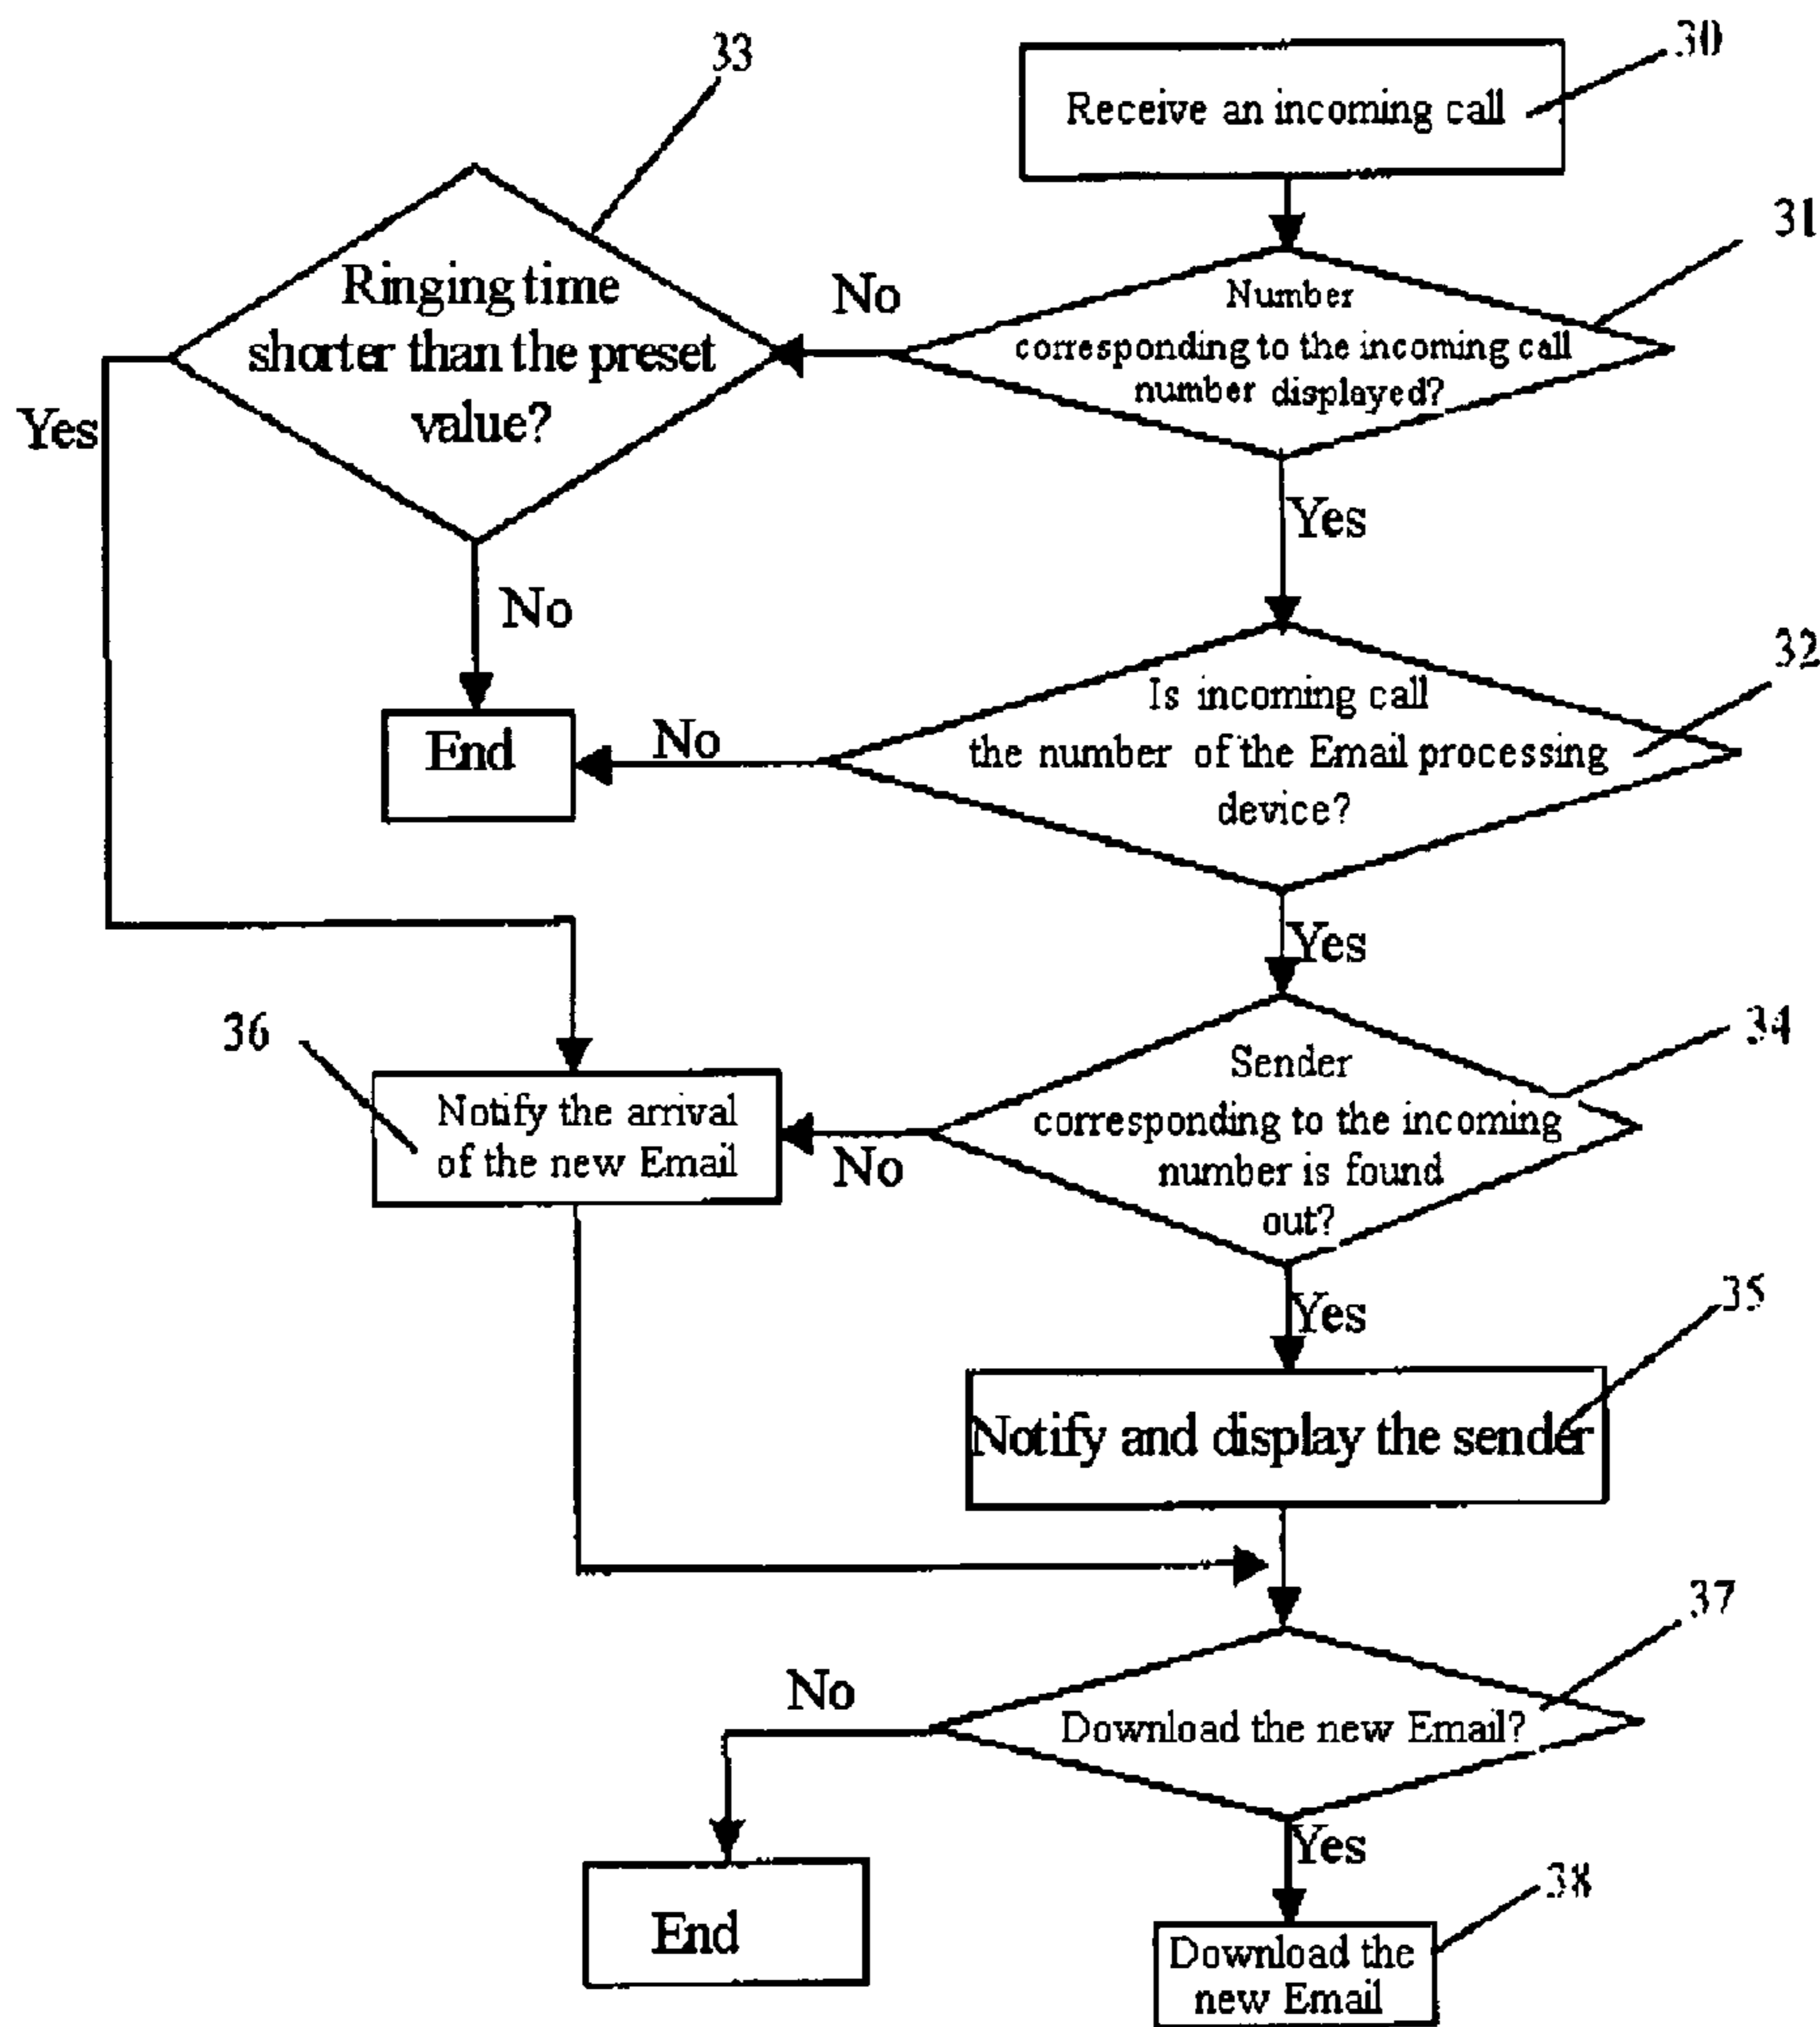 33
30
Receive an incoming call
31
Ringing time
shorter than the preset
value?
No
Number
corresponding to the incoming call
number displayed?
Yes
Yes
No
32
Is incoming call
the number of the Email processing
device?
End
No
Yes
36
34
Notify the arrival
of the new Email
No
Sender
corresponding to the incoming
number is found
out?
Yes
35
Notify and display the sender
37
No
Download the new Email?
Yes
38
End
Download the
new Email